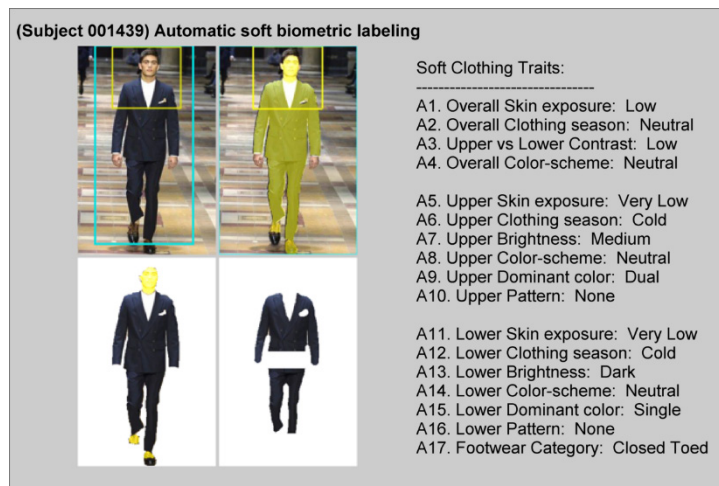 (Subject 001439) Automatic soft biometric labeling
Soft Clothing Traits:
--------------------------------
A1. Overall Skin exposure: Low
A2. Overall Clothing season: Neutral
A3. Upper vs Lower Contrast: Low
A4. Overall Color-scheme: Neutral
A5. Upper Skin exposure: Very Low
A6. Upper Clothing season: Cold
A7. Upper Brightness: Medium
A8. Upper Color-scheme: Neutral
A9. Upper Dominant color: Dual
A10. Upper Pattern: None
A11. Lower Skin exposure: Very Low
A12. Lower Clothing season: Cold
A13. Lower Brightness: Dark
A14. Lower Color-scheme: Neutral
A15. Lower Dominant color: Single
A16. Lower Pattern: None
A17. Footwear Category: Closed Toed